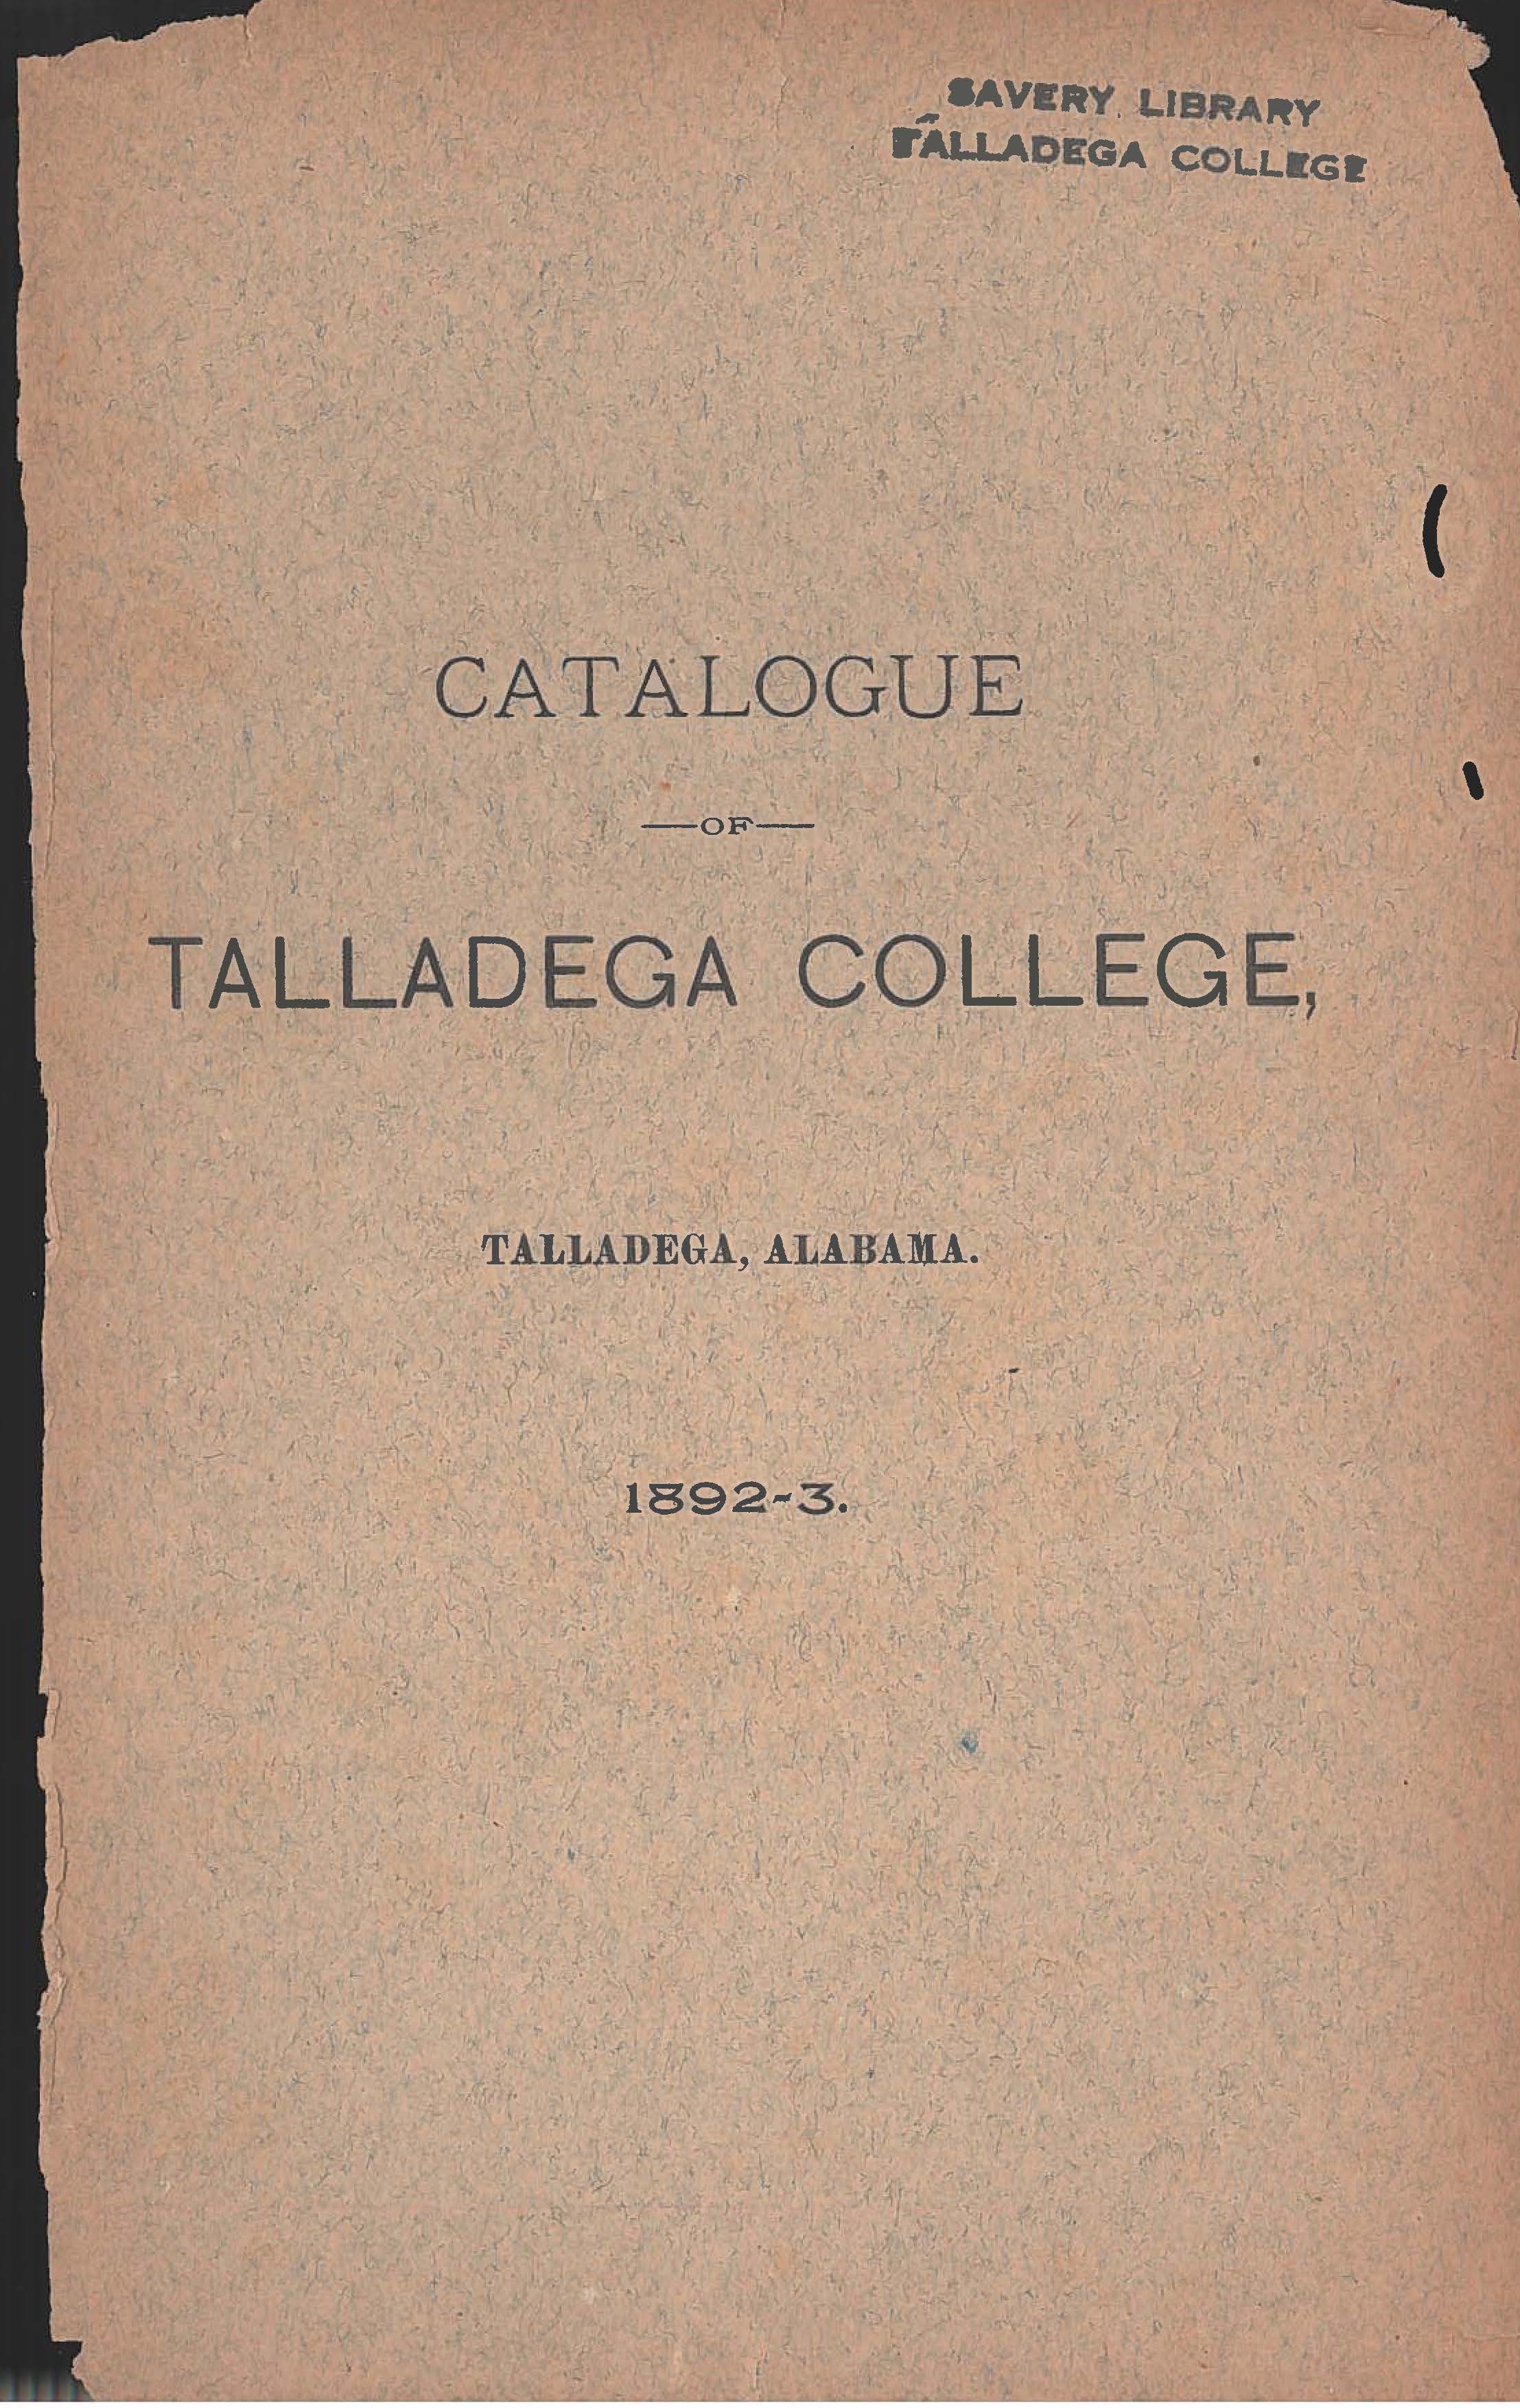 SAVERY LIBRARY
TALLADEGA COLLEGE
CATALOGUE
—OF—
TALLADEGA COLLEGE,
TALLADEGA, ALABAMA.
1892-3.